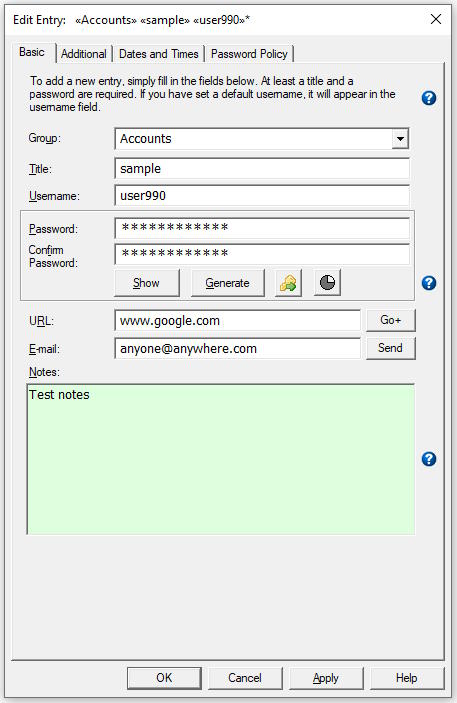 Edit Entry: «Accounts» «sample» «user990»*
Basic Additional Dates and Times Password Policy
To add a new entry, simply fill in the fields below. At least a title and a
password are required. If you have set a default username, it will appear in the
username field.
Group: Accounts
Title: sample
Username: user990
Password: ************
Confirm
Password: ************
Show Generate
URL: www.google.com Go+
E-mail: anyone@anywhere.com Send
Notes:
Test notes
OK Cancel Apply Help